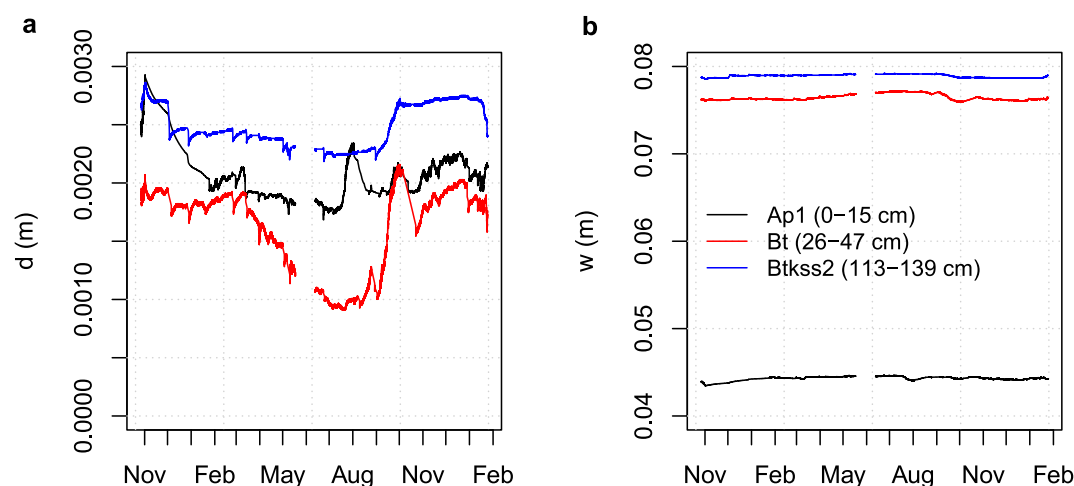 a
d (m)
0.0030
0.0020
0.0010
0.0000
Nov Feb May Aug Nov Feb
b
w (m)
0.08
0.07
0.06
0.05
0.04
Ap1 (0−15 cm)
Bt (26−47 cm)
Btkss2 (113−139 cm)
Nov Feb May Aug Nov Feb